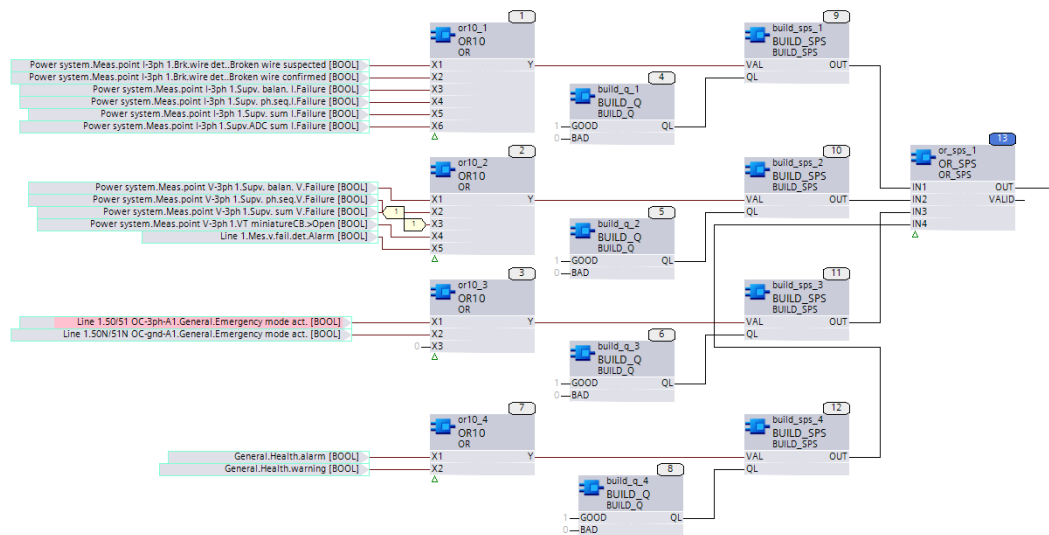 1
or10_1
OR10
OR
Power system.Meas.point I-3ph 1.Brk.wire det..Broken wire suspected [BOOL]
X1
Y
Power system.Meas.point I-3ph 1.Brk.wire det..Broken wire confirmed [BOOL]
X2
Power system.Meas.point I-3ph 1.Supv. balan. I.Failure [BOOL]
X3
Power system.Meas.point I-3ph 1.Supv. ph.seq.I.Failure [BOOL]
X4
Power system.Meas.point I-3ph 1.Supv. sum I.Failure [BOOL]
X5
Power system.Meas.point I-3ph 1.Supv.ADC sum I.Failure [BOOL]
X6
4
build_q_1
BUILD_Q
BUILD_Q
1
GOOD
QL
0
BAD
9
build_sps_1
BUILD_SPS
BUILD_SPS
VAL
OUT
QL
2
or10_2
OR10
OR
Power system.Meas.point V-3ph 1.Supv. balan. V.Failure [BOOL]
X1
Y
Power system.Meas.point V-3ph 1.Supv. ph.seq.V.Failure [BOOL]
X2
Power system.Meas.point V-3ph 1.Supv. sum V.Failure [BOOL]
1
X3
Power system.Meas.point V-3ph 1.VT miniatureCB.>Open [BOOL]
1
X4
Line 1.Mes.v.fail.det.Alarm [BOOL]
X5
5
build_q_2
BUILD_Q
BUILD_Q
1
GOOD
QL
0
BAD
10
build_sps_2
BUILD_SPS
BUILD_SPS
VAL
OUT
QL
13
or_sps_1
OR_SPS
OR_SPS
IN1
OUT
IN2
VALID
IN3
IN4
3
or10_3
OR10
OR
Line 1.50/51 OC-3ph-A1.General.Emergency mode act. [BOOL]
X1
Y
Line 1.50N/51N OC-gnd-A1.General.Emergency mode act. [BOOL]
X2
0
X3
6
build_q_3
BUILD_Q
BUILD_Q
1
GOOD
QL
0
BAD
11
build_sps_3
BUILD_SPS
BUILD_SPS
VAL
OUT
QL
7
or10_4
OR10
OR
General.Health.alarm [BOOL]
X1
Y
General.Health.warning [BOOL]
X2
8
build_q_4
BUILD_Q
BUILD_Q
1
GOOD
QL
0
BAD
12
build_sps_4
BUILD_SPS
BUILD_SPS
VAL
OUT
QL